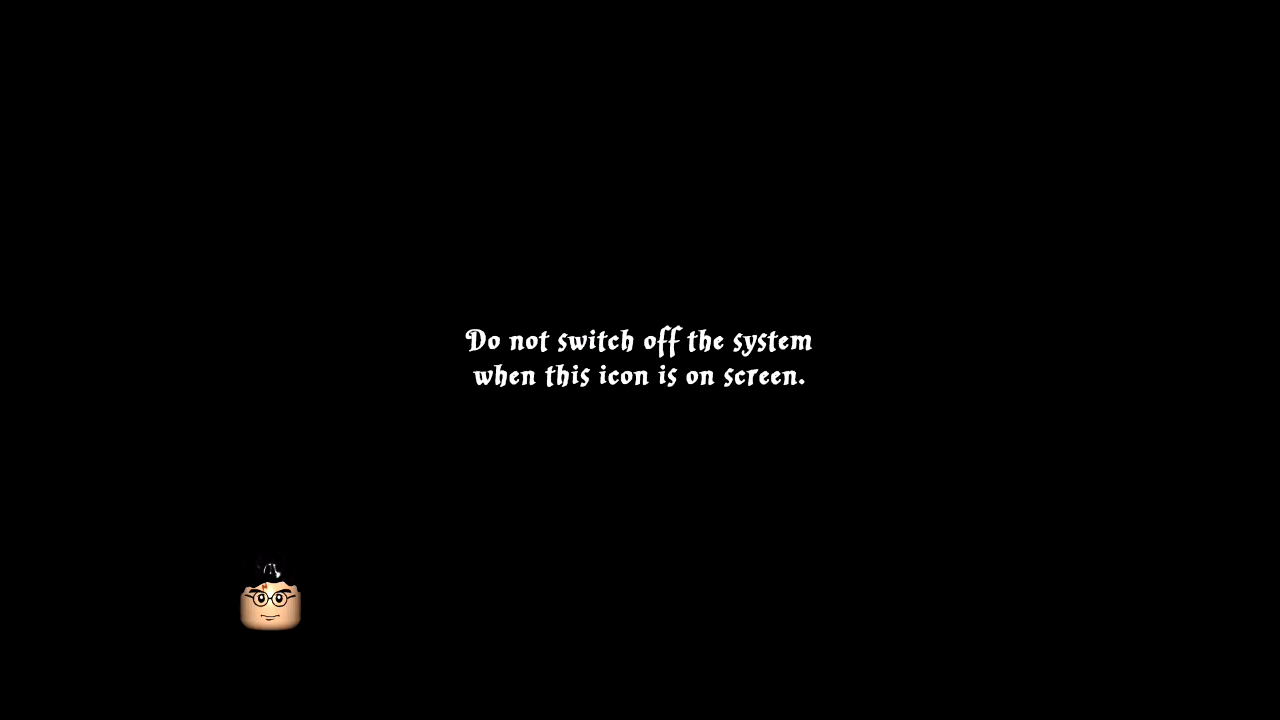 Do not switch off the system
when this icon is on screen.